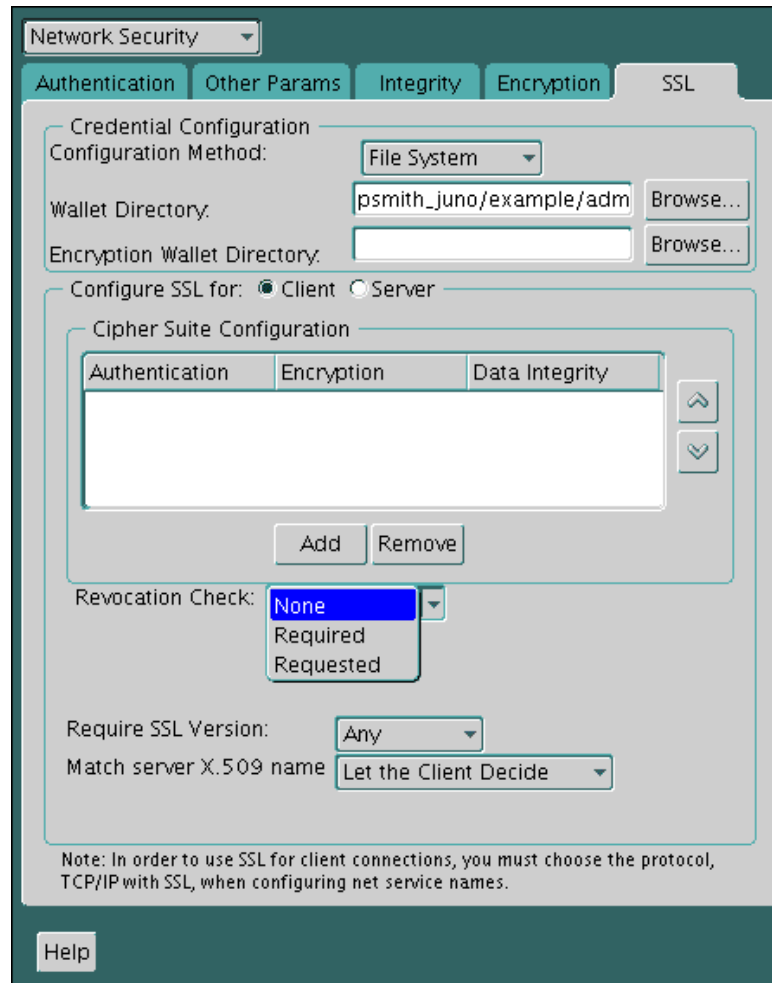 Network Security
Authentication Other Params Integrity Encryption SSL
Credential Configuration
Configuration Method: File System
Wallet Directory: psmith_juno/example/adm Browse...
Encryption Wallet Directory: Browse...
Configure SSL for: Client Server
Cipher Suite Configuration
Authentication Encryption Data Integrity
Add Remove
Revocation Check: None
Required
Requested
Require SSL Version: Any
Match server X.509 name Let the Client Decide
Note: In order to use SSL for client connections, you must choose the protocol,
TCP/IP with SSL, when configuring net service names.
Help